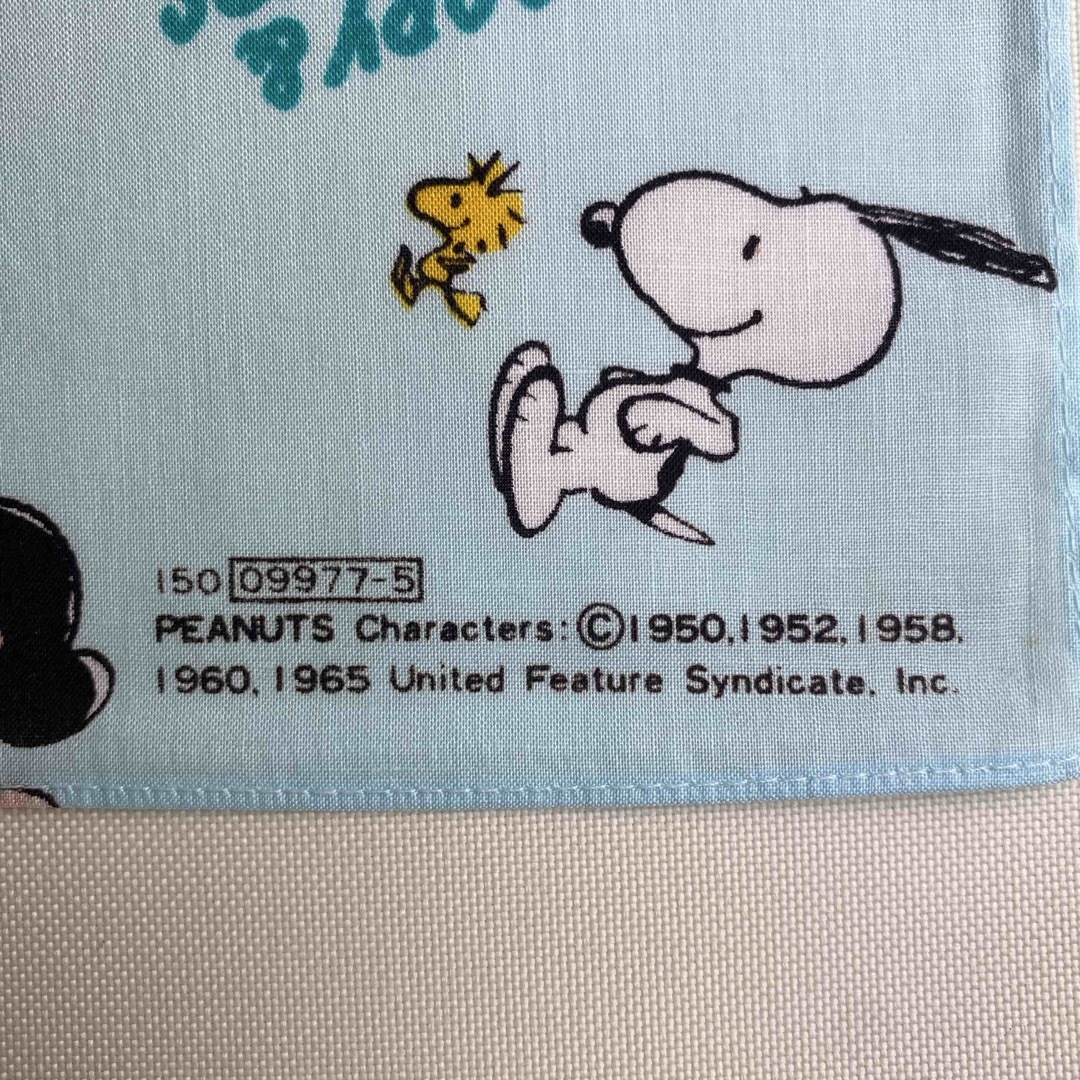 &
150 09977-5
PEANUTS Characters: ©1950, 1952, 1958,
1960, 1965 United Feature Syndicate, Inc.